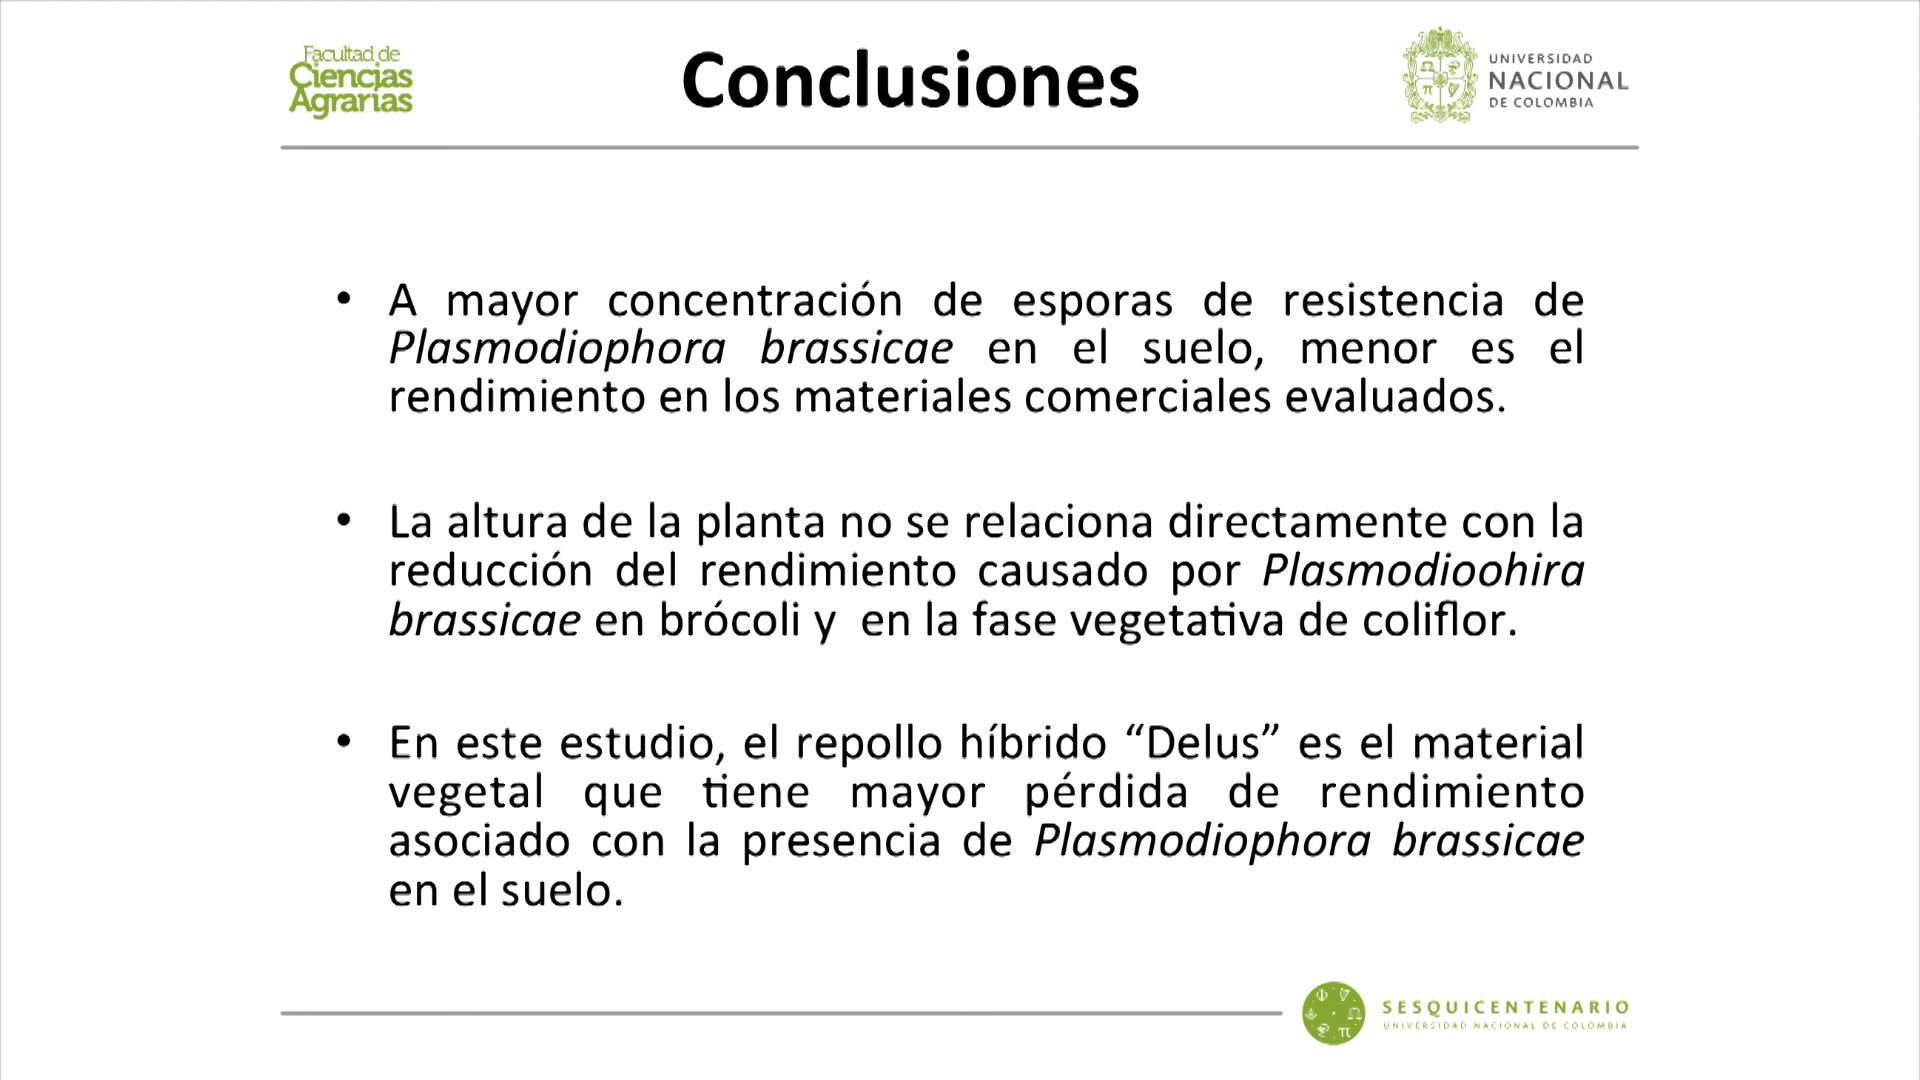 Facultad de
Ciencias
Agrarias
Conclusiones
UNIVERSIDAD
NACIONAL
DE COLOMBIA
• A mayor concentración de esporas de resistencia de
Plasmodiophora brassicae en el suelo, menor es el
rendimiento en los materiales comerciales evaluados.
• La altura de la planta no se relaciona directamente con la
reducción del rendimiento causado por Plasmodioohira
brassicae en brócoli y  en la fase vegetativa de coliflor.
• En este estudio, el repollo híbrido “Delus” es el material
vegetal que tiene mayor pérdida de rendimiento
asociado con la presencia de Plasmodiophora brassicae
en el suelo.
SESQUICENTENARIO
UNIVERSIDAD NACIONAL DE COLOMBIA